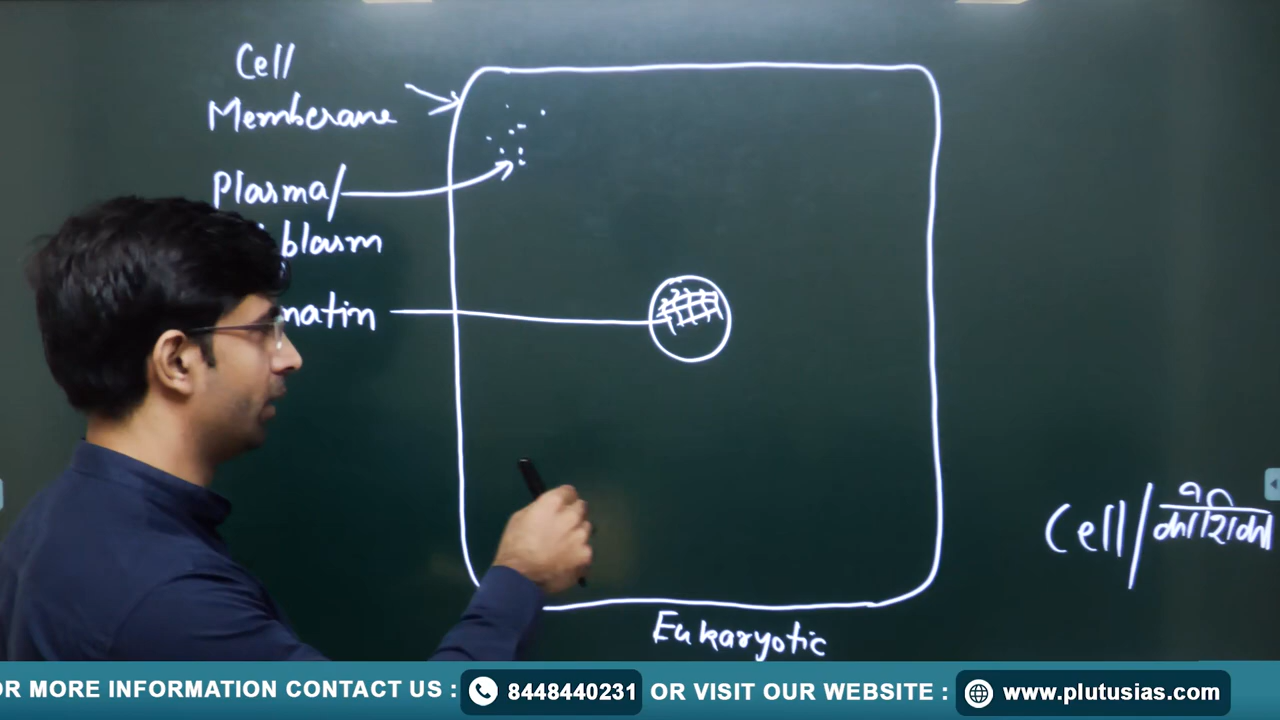 Cell
Membrane
Plasma/
blasm
matin
Eukaryotic
Cell/कोशिका
OR MORE INFORMATION CONTACT US : 8448440231 OR VISIT OUR WEBSITE : www.plutusias.com